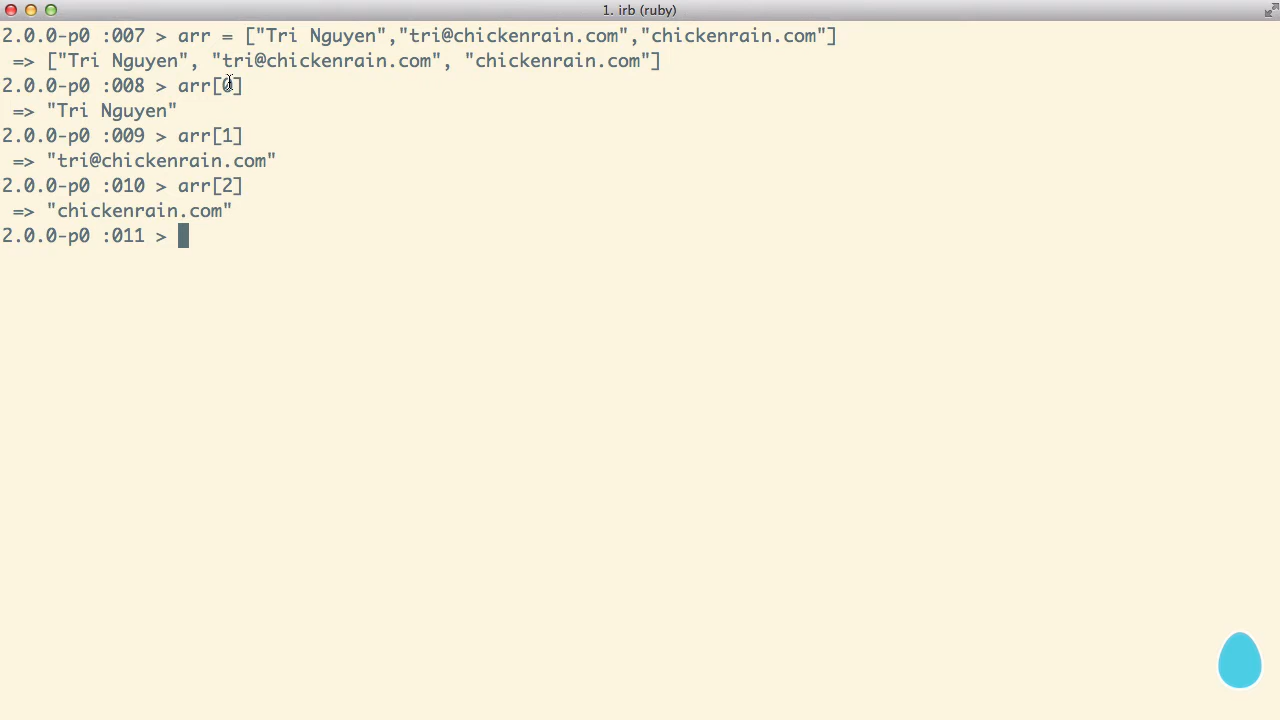 1. irb (ruby)
2.0.0-p0 :007 > arr = ["Tri Nguyen","tri@chickenrain.com","chickenrain.com"]
 => ["Tri Nguyen", "tri@chickenrain.com", "chickenrain.com"]
2.0.0-p0 :008 > arr[0]
 => "Tri Nguyen"
2.0.0-p0 :009 > arr[1]
 => "tri@chickenrain.com"
2.0.0-p0 :010 > arr[2]
 => "chickenrain.com"
2.0.0-p0 :011 >